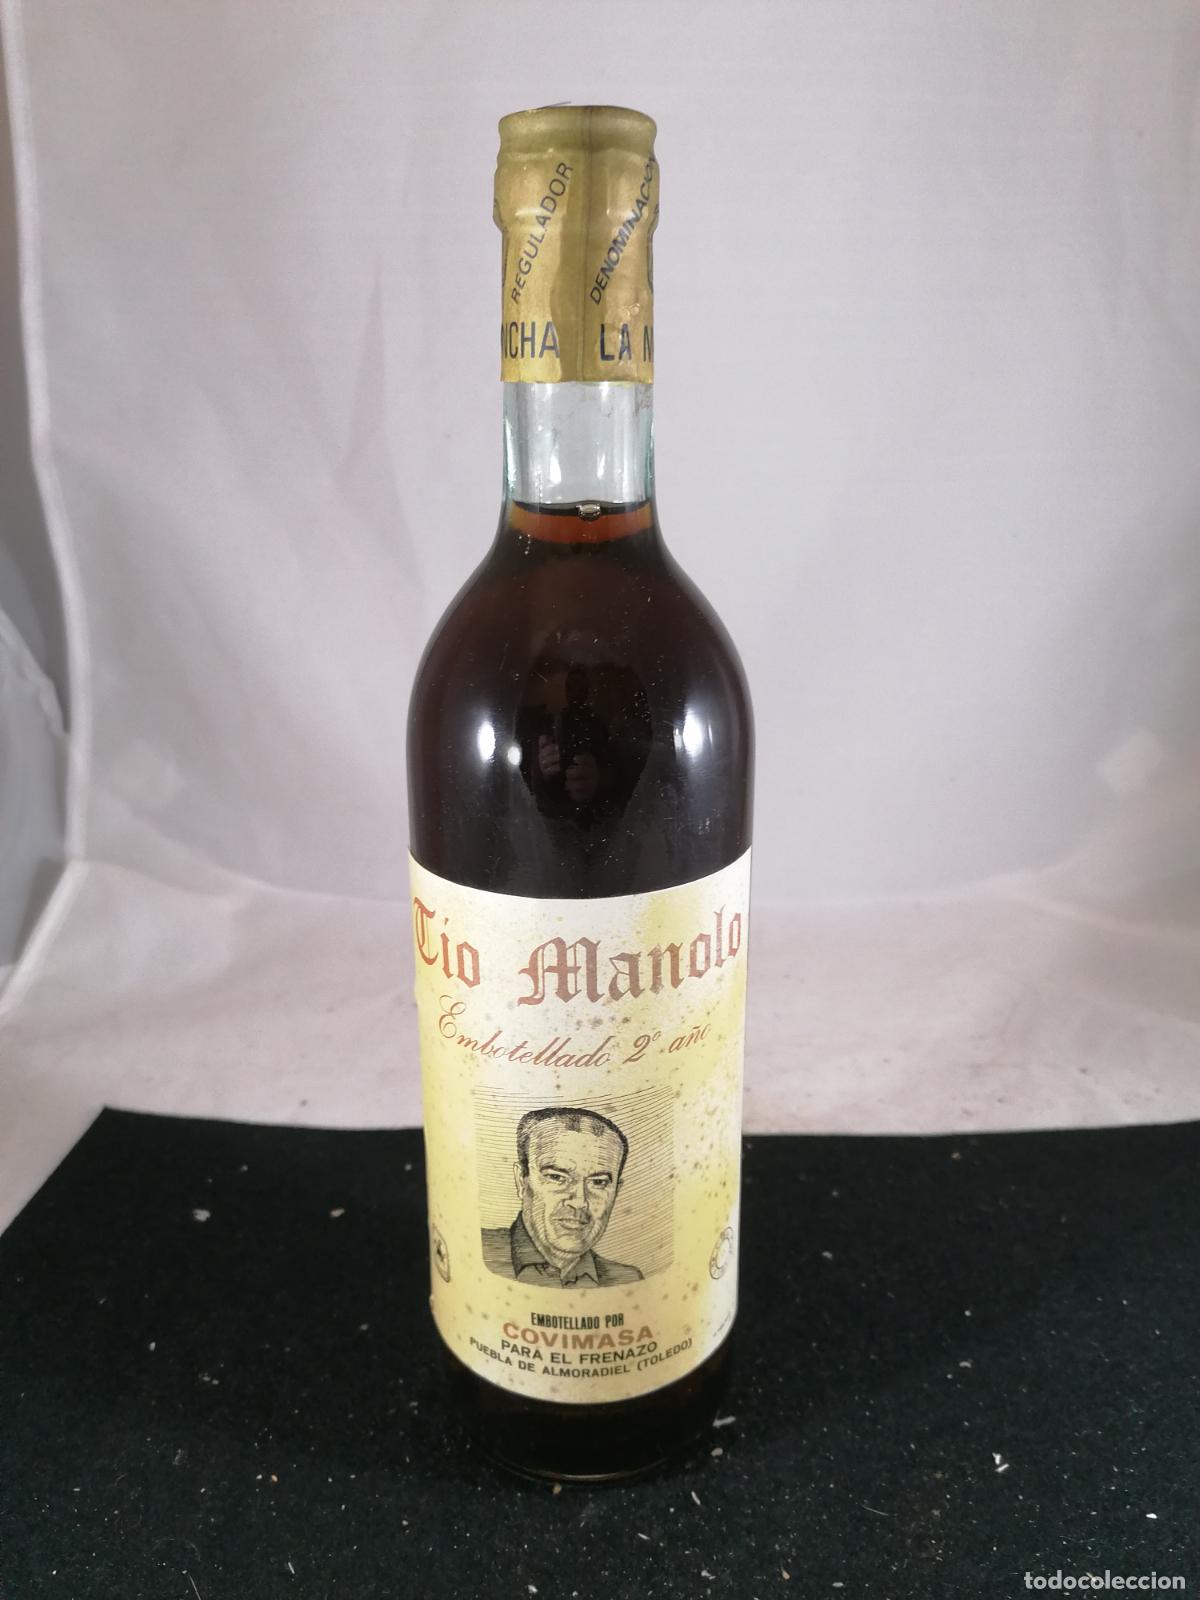 REGULADOR
DENOMINACION
NCHA LA M
Tio Manolo
Embotellado 2º año
EMBOTELLADO POR
COVIMASA
PARA EL FRENAZO
PUEBLA DE ALMORADIEL (TOLEDO)
todocoleccion